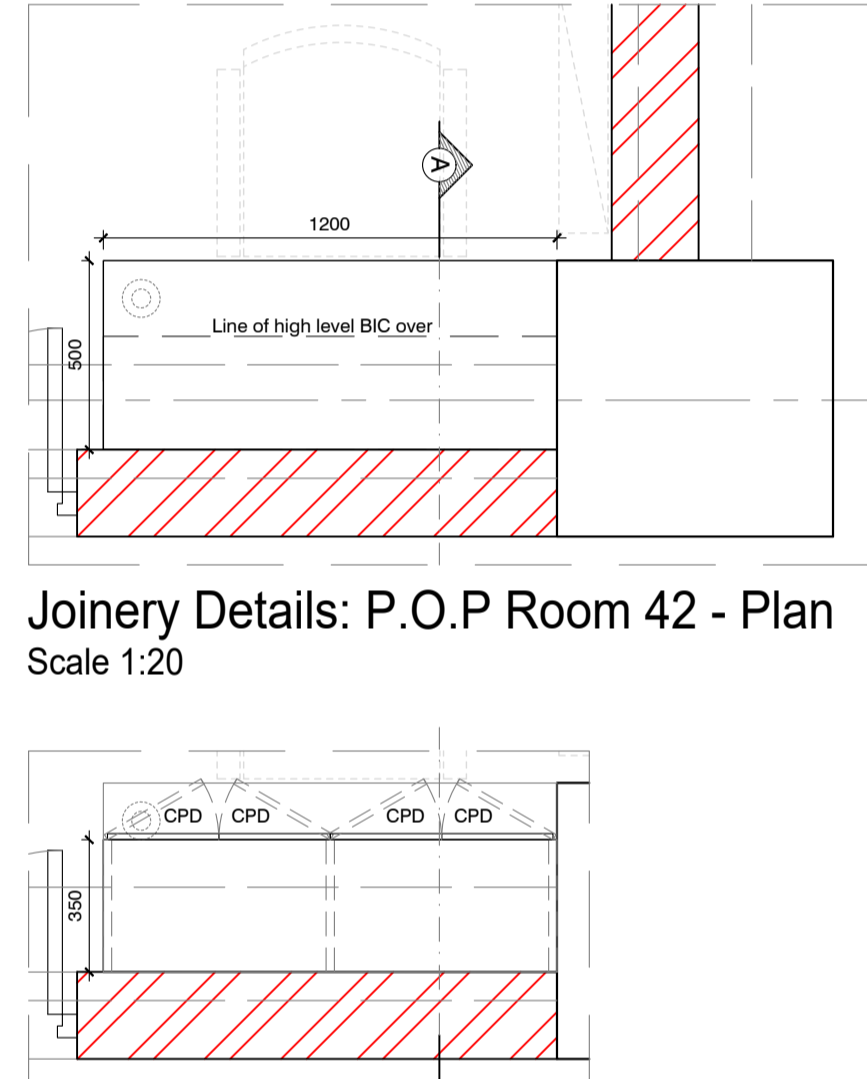 A
1200
Line of high level BIC over
500
Joinery Details: P.O.P Room 42 - Plan
Scale 1:20
CPD CPD CPD CPD
350